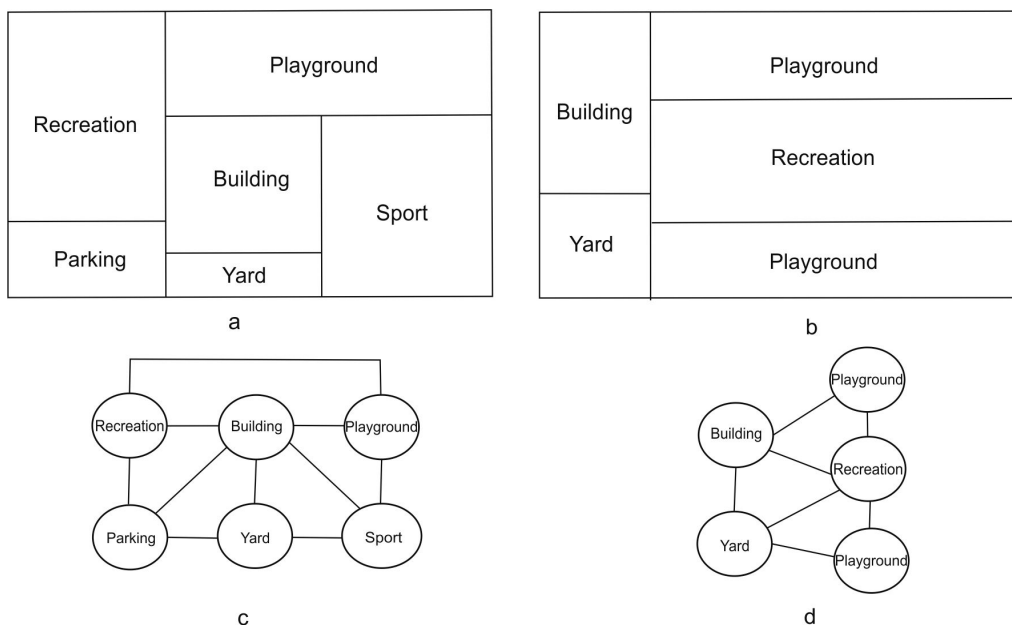 Playground
Recreation
Building
Sport
Parking
Yard
a
Playground
Building
Recreation
Yard
Playground
b
Recreation
Building
Playground
Parking
Yard
Sport
c
Playground
Building
Recreation
Yard
Playground
d